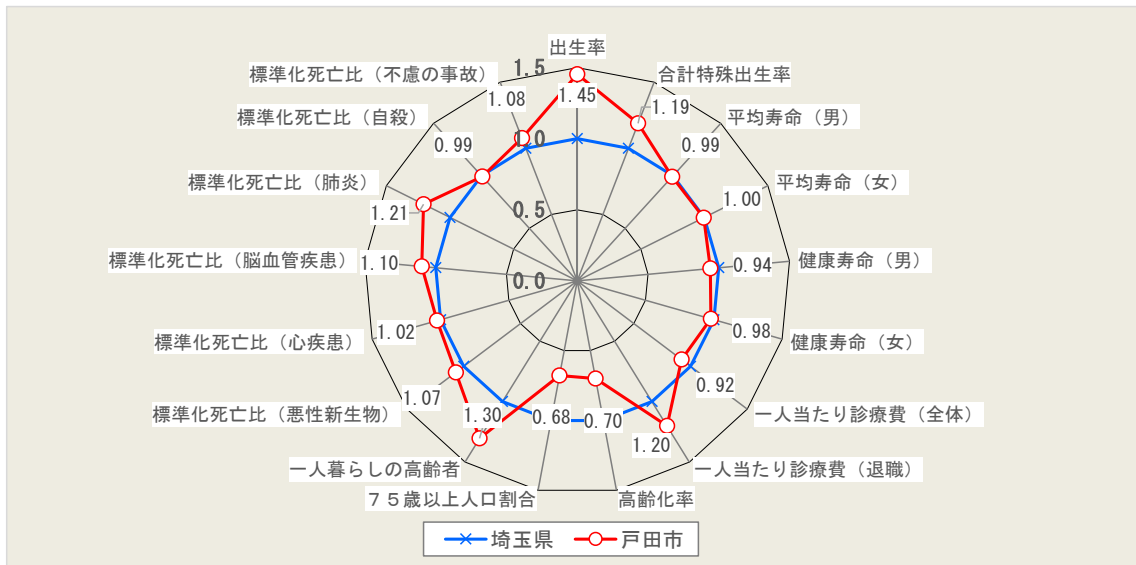 出生率
標準化死亡比（不慮の事故）
1.5
合計特殊出生率
1.08
1.45
1.19
標準化死亡比（自殺）
平均寿命（男）
0.99
1.0
0.99
標準化死亡比（肺炎）
平均寿命（女）
1.21
1.00
0.5
標準化死亡比（脳血管疾患）
1.10
0.94
健康寿命（男）
0.0
標準化死亡比（心疾患）
1.02
0.98
健康寿命（女）
1.07
0.92
標準化死亡比（悪性新生物）
1.30
0.68
0.70
1.20
一人当たり診療費（全体）
一人暮らしの高齢者
一人当たり診療費（退職）
７５歳以上人口割合
高齢化率
埼玉県
戸田市